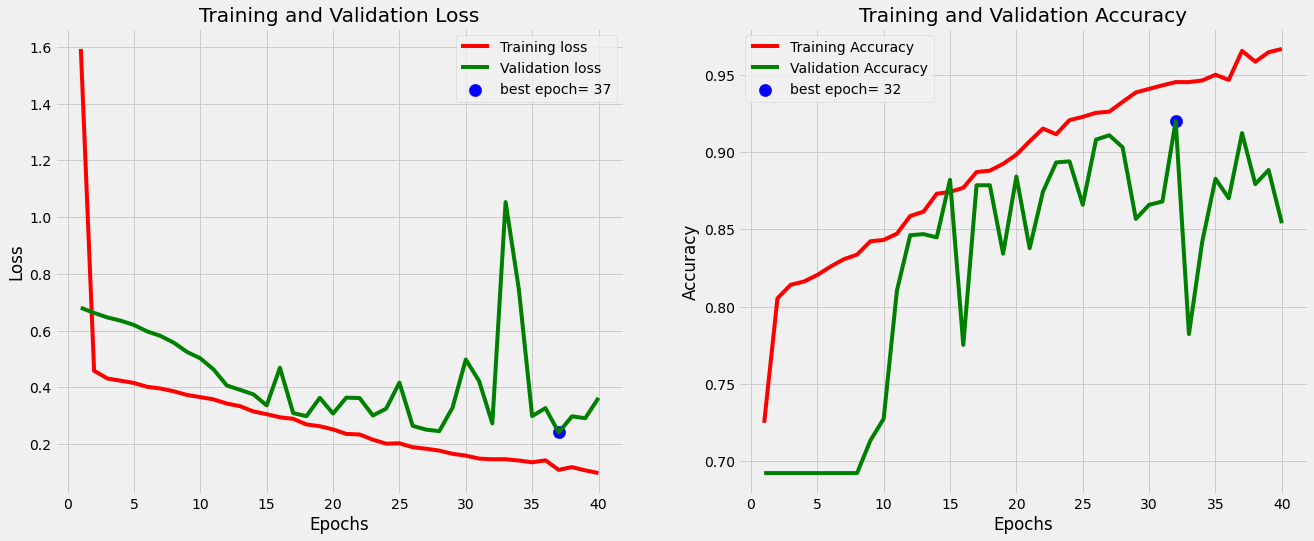 Training and Validation Loss
Training loss
Validation loss
best epoch= 37
1.6
1.4
1.2
1.0
0.8
0.6
0.4
0.2
Loss
0 5 10 15 20 25 30 35 40
Epochs
Training and Validation Accuracy
Training Accuracy
Validation Accuracy
best epoch= 32
0.95
0.90
0.85
0.80
0.75
0.70
Accuracy
0 5 10 15 20 25 30 35 40
Epochs